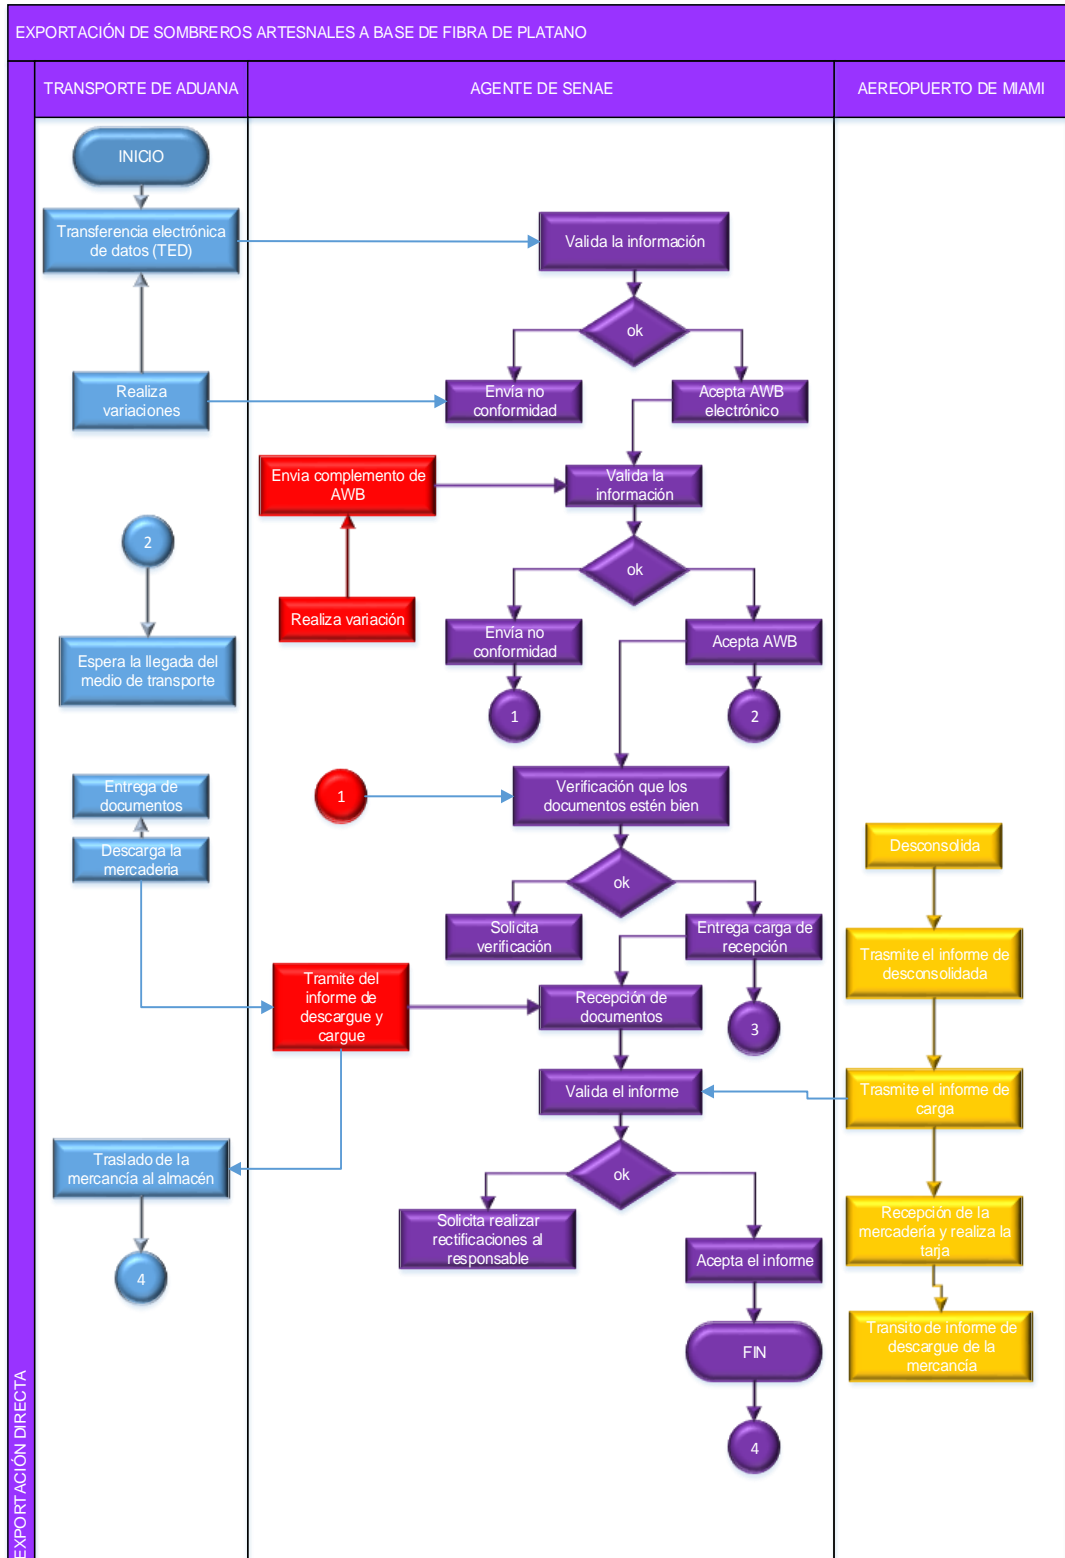 EXPORTACIÓN DE SOMBREROS ARTESNALES A BASE DE FIBRA DE PLATANO
EXPORTACIÓN DIRECTA
TRANSPORTE DE ADUANA
AGENTE DE SENAE
AEREOPUERTO DE MIAMI
INICIO
Transferencia electrónica
de datos (TED)
Valida la información
ok
Realiza
variaciones
Envía no
conformidad
Acepta AWB
electrónico
Envia complemento de
AWB
Valida la
información
2
ok
Realiza variación
Envía no
conformidad
Acepta AWB
Espera la llegada del
medio de transporte
1
2
Entrega de
documentos
1
Verificación que los
documentos estén bien
Descarga la
mercaderia
Desconsolida
ok
Solicita
verificación
Entrega carga de
recepción
Trasmite el informe de
desconsolidada
Tramite del
informe de
descargue y
cargue
Recepción de
documentos
3
Valida el informe
Trasmite el informe de
carga
Traslado de la
mercancía al almacén
ok
Solicita realizar
rectificaciones al
responsable
Acepta el informe
Recepción de la
mercadería y realiza la
tarja
4
FIN
Transito de informe de
descargue de la
mercancía
4